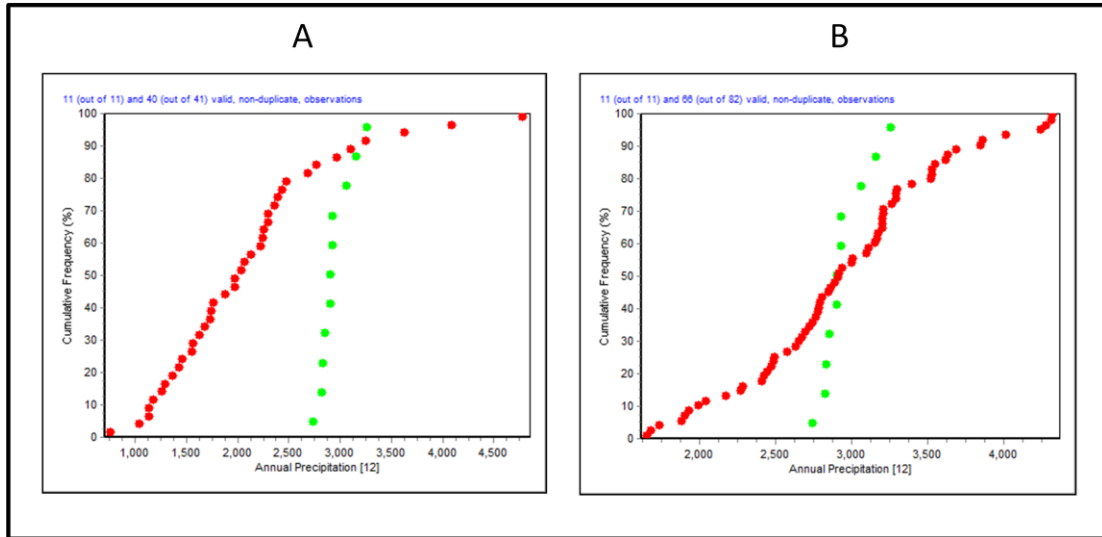 A
B
11 (out of 11) and 40 (out of 41) valid, non-duplicate, observations
100
90
80
70
60
50
40
30
20
10
0
Cumulative Frequency (%)
1,000 1,500 2,000 2,500 3,000 3,500 4,000 4,500
Annual Precipitation [12]
11 (out of 11) and 66 (out of 82) valid, non-duplicate, observations
100
90
80
70
60
50
40
30
20
10
0
Cumulative Frequency (%)
2,000 2,500 3,000 3,500 4,000
Annual Precipitation [12]